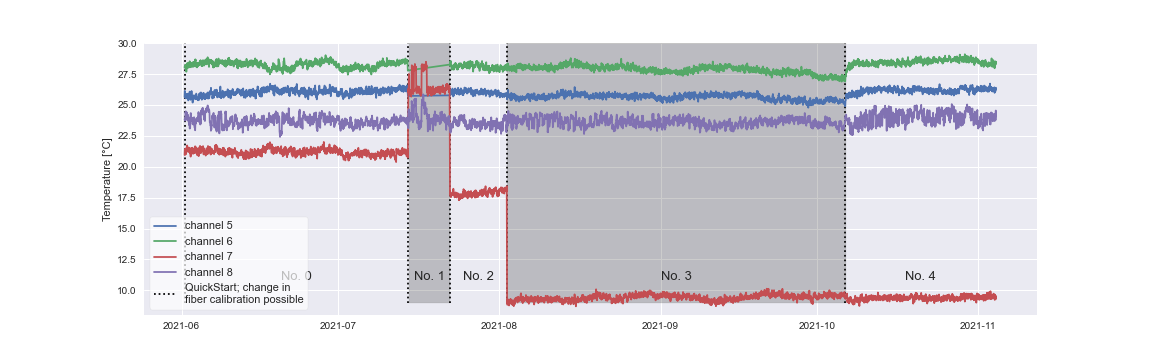 30.0
27.5
25.0
22.5
20.0
17.5
15.0
12.5
10.0
Temperature [°C]
channel 5
channel 6
channel 7
channel 8
QuickStart; change in
fiber calibration possible
No. 0
No. 1
No. 2
No. 3
No. 4
2021-06
2021-07
2021-08
2021-09
2021-10
2021-11